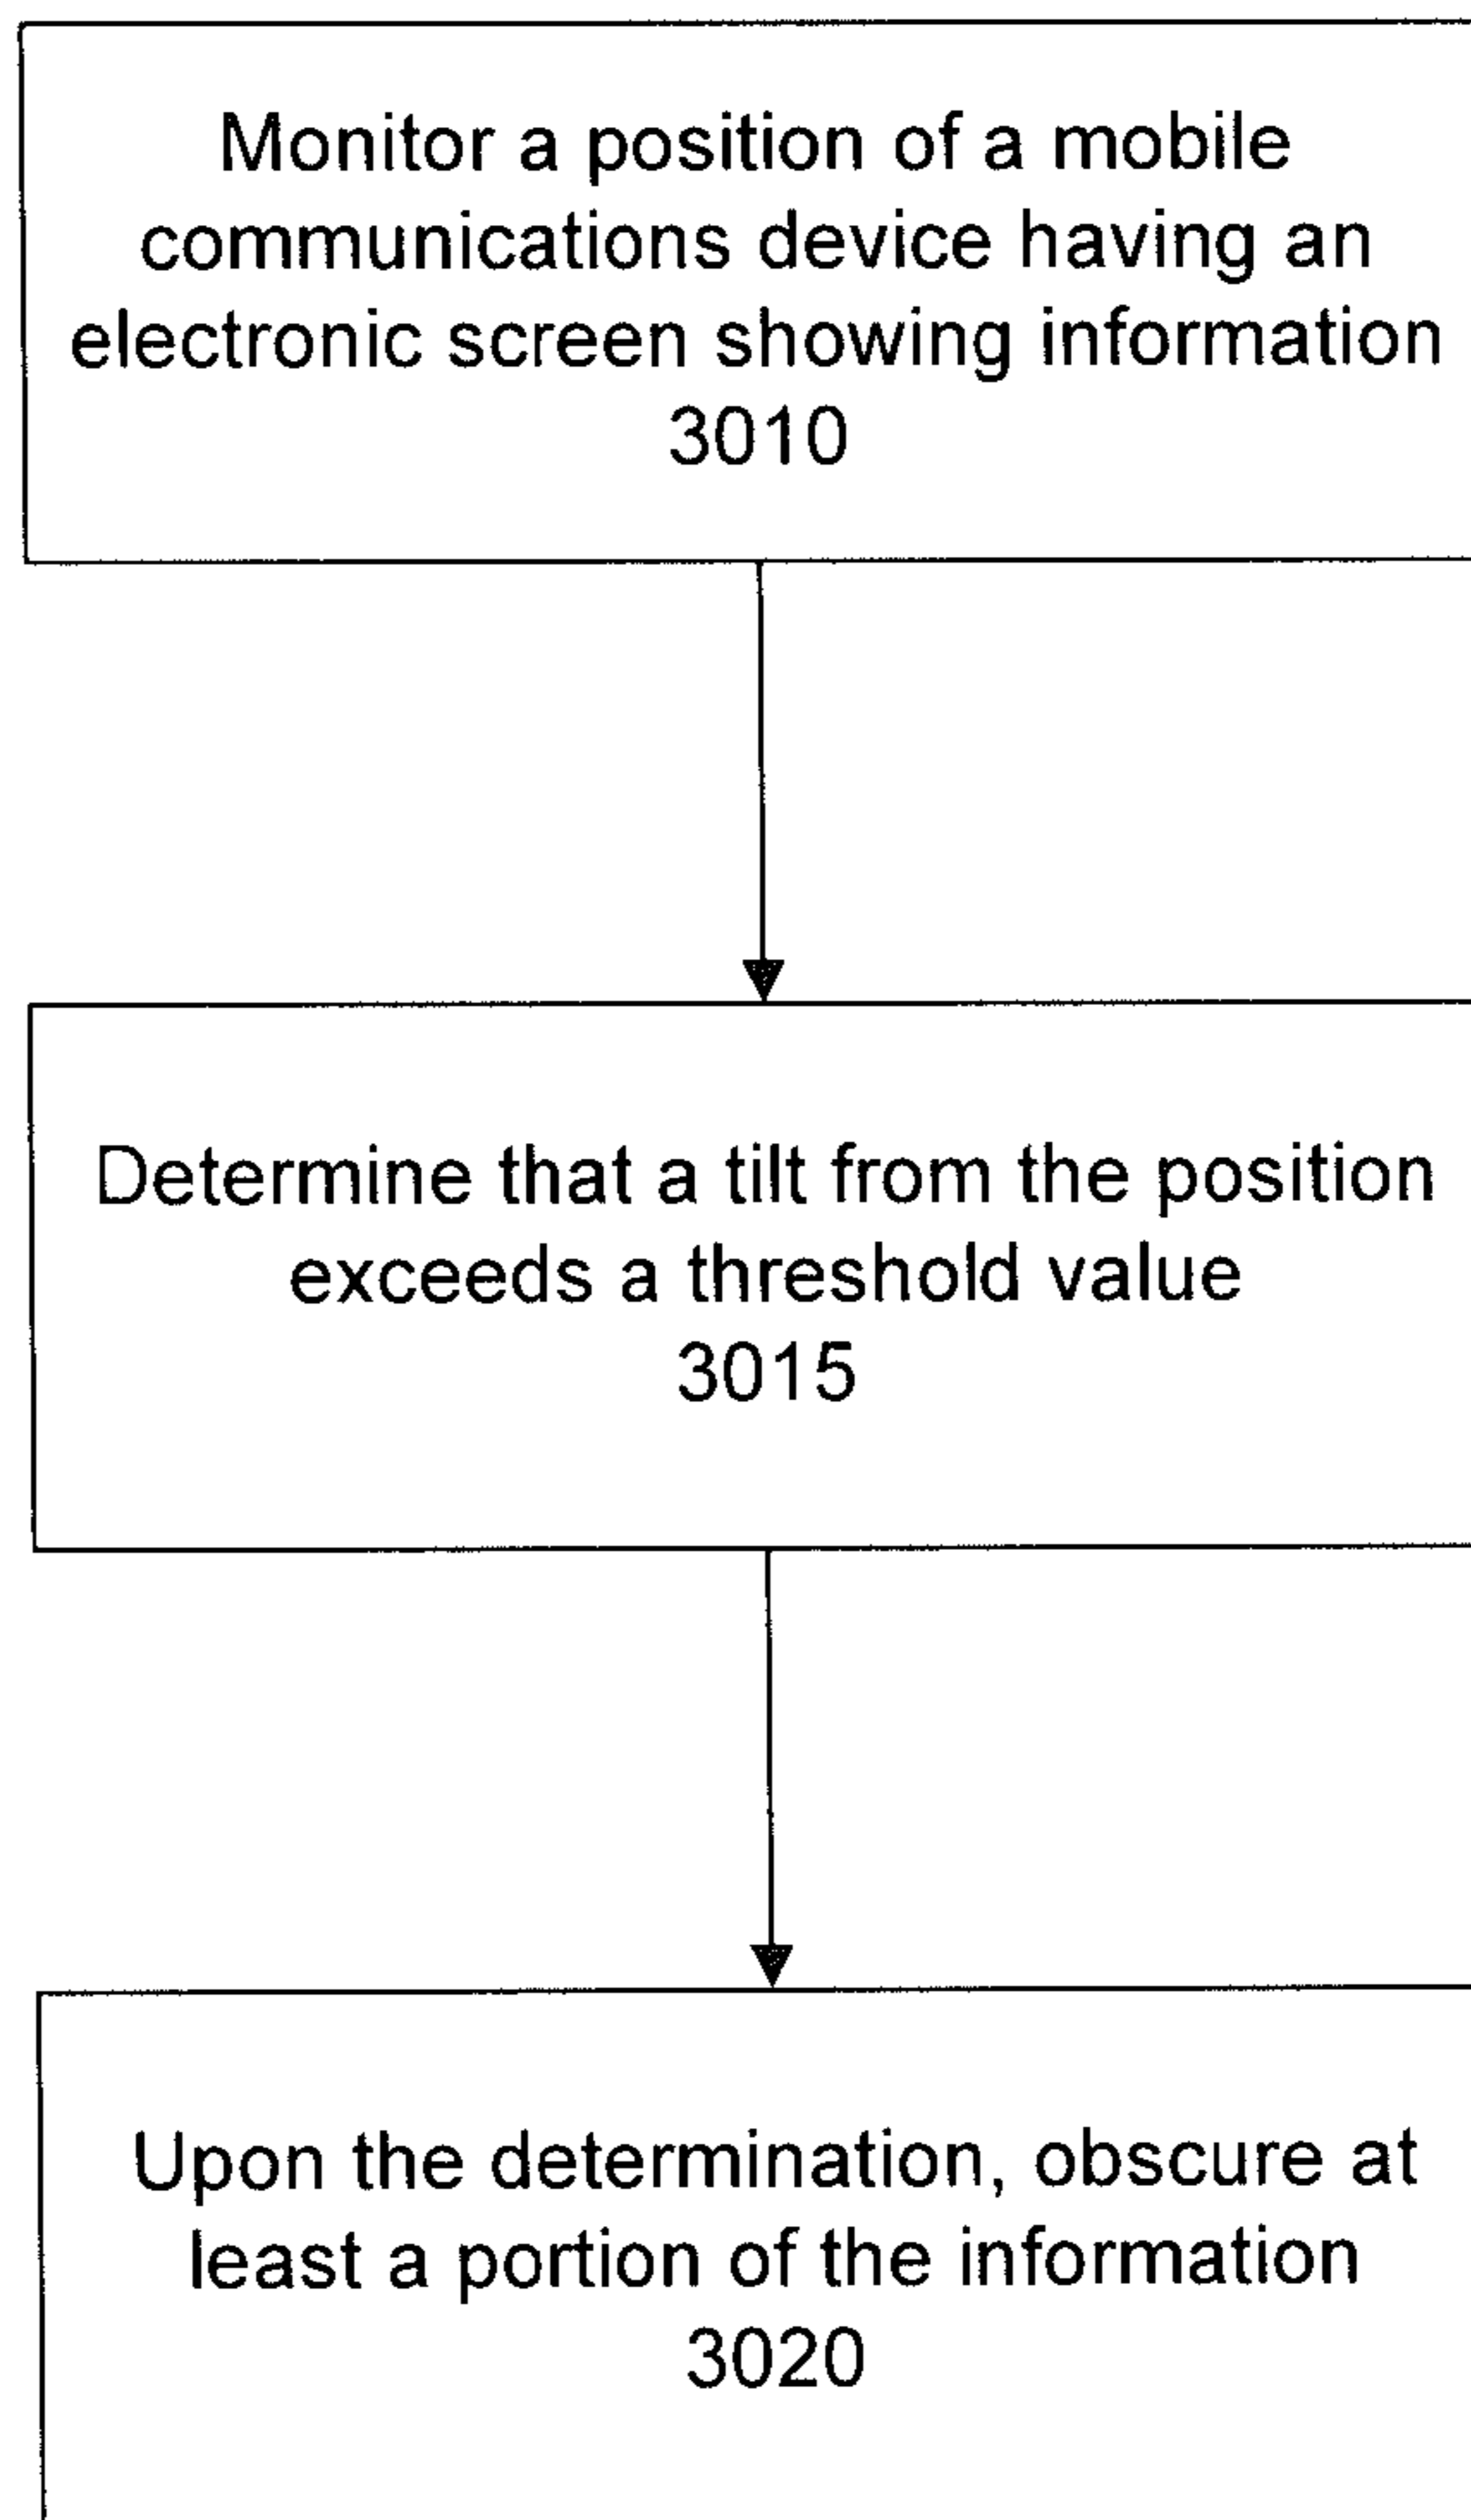 Monitor a position of a mobile
communications device having an
electronic screen showing information
3010
Determine that a tilt from the position
exceeds a threshold value
3015
Upon the determination, obscure at
least a portion of the information
3020